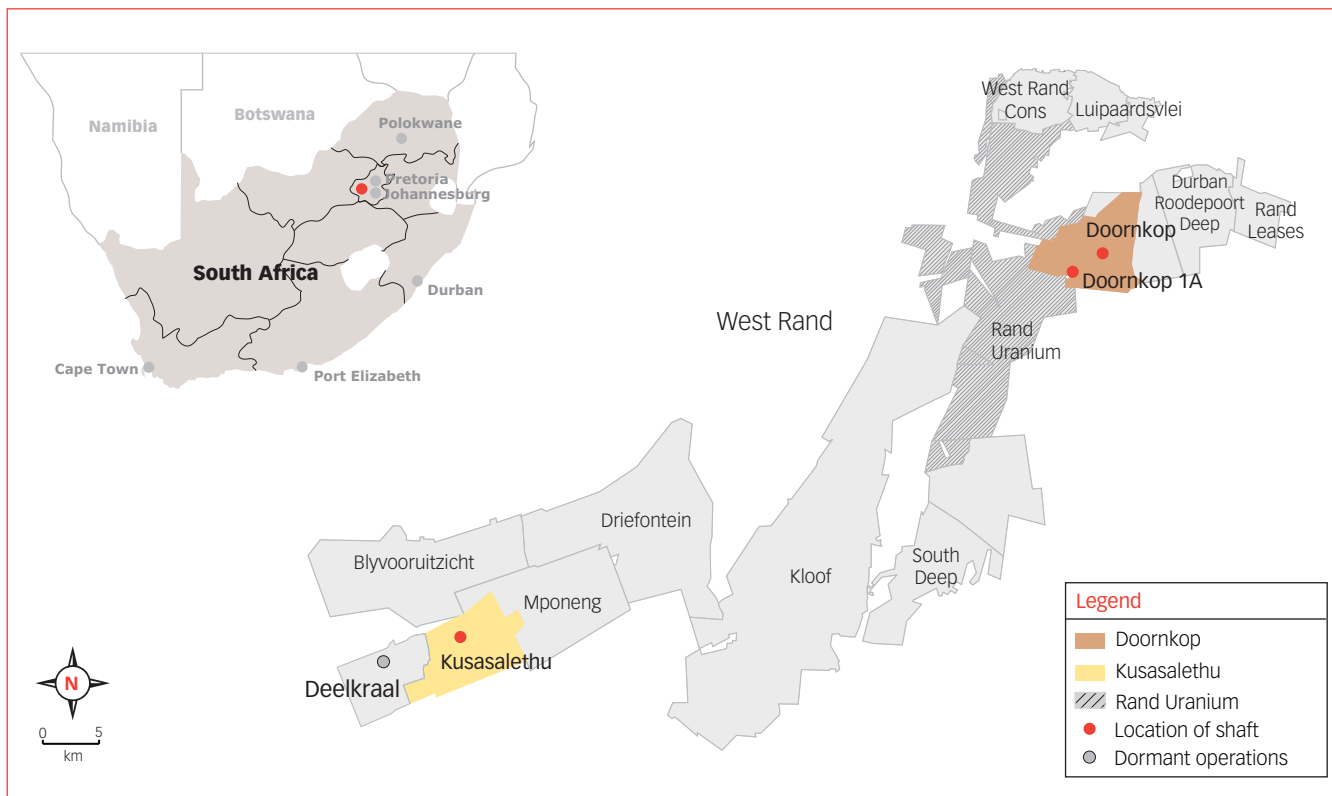 Namibia
Botswana
Polokwane
Pretoria
Johannesburg
South Africa
Durban
Cape Town
Port Elizabeth
West Rand
Cons
Luipaardsvlei
Durban
Roodepoort
Deep
Rand
Leases
Doornkop
Doornkop 1A
West Rand
Rand
Uranium
Driefontein
Blyvooruitzicht
Mponeng
Kloof
South
Deep
Kusasalethu
Deelkraal
N
0 5
km
Legend
Doornkop
Kusasalethu
Rand Uranium
Location of shaft
Dormant operations